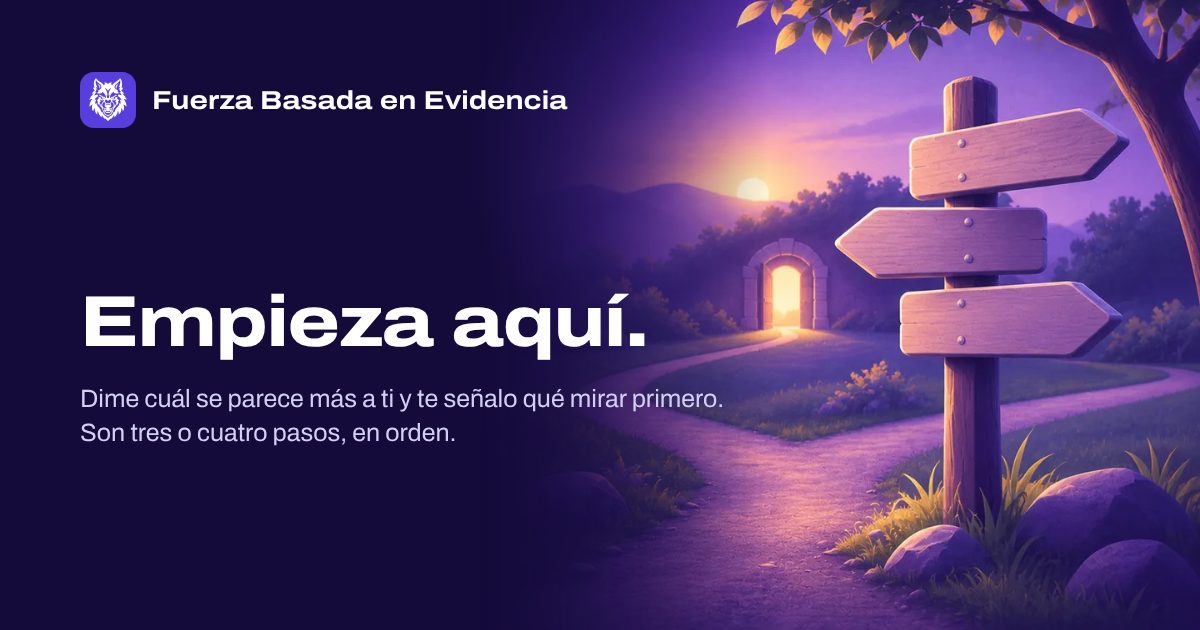 Fuerza Basada en Evidencia
Empieza aquí.
Dime cuál se parece más a ti y te señalo qué mirar primero.
Son tres o cuatro pasos, en orden.